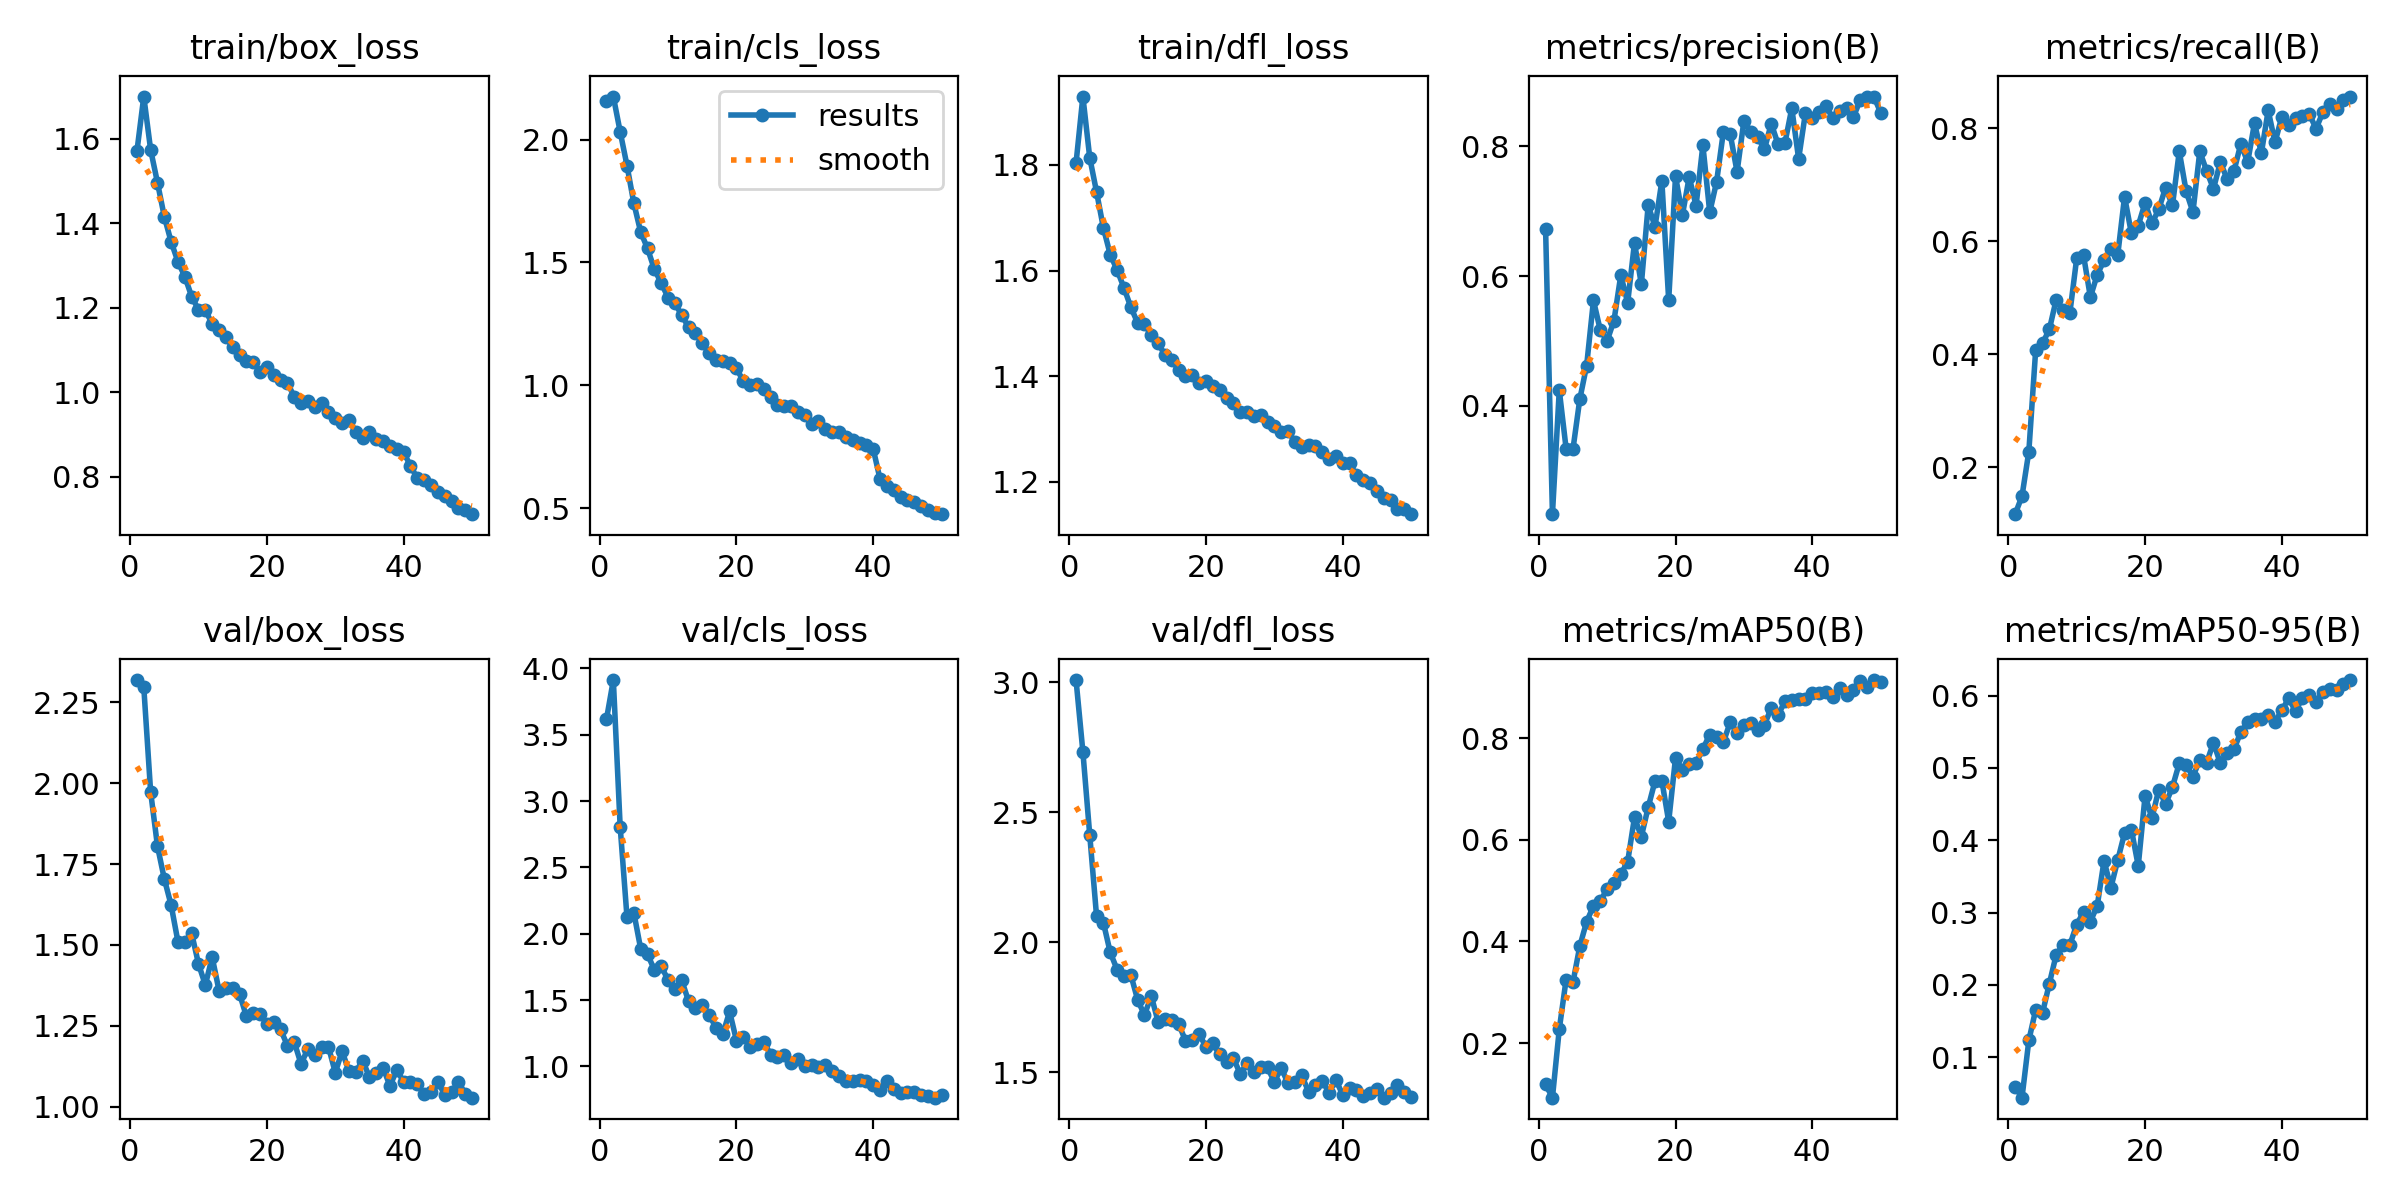 train/box_loss
1.6
1.4
1.2
1.0
0.8
0 20 40
train/cls_loss
results
smooth
2.0
1.5
1.0
0.5
0 20 40
train/dfl_loss
1.8
1.6
1.4
1.2
0 20 40
metrics/precision(B)
0.8
0.6
0.4
0 20 40
metrics/recall(B)
0.8
0.6
0.4
0.2
0 20 40
val/box_loss
2.25
2.00
1.75
1.50
1.25
1.00
0 20 40
val/cls_loss
4.0
3.5
3.0
2.5
2.0
1.5
1.0
0 20 40
val/dfl_loss
3.0
2.5
2.0
1.5
0 20 40
metrics/mAP50(B)
0.8
0.6
0.4
0.2
0 20 40
metrics/mAP50-95(B)
0.6
0.5
0.4
0.3
0.2
0.1
0 20 40